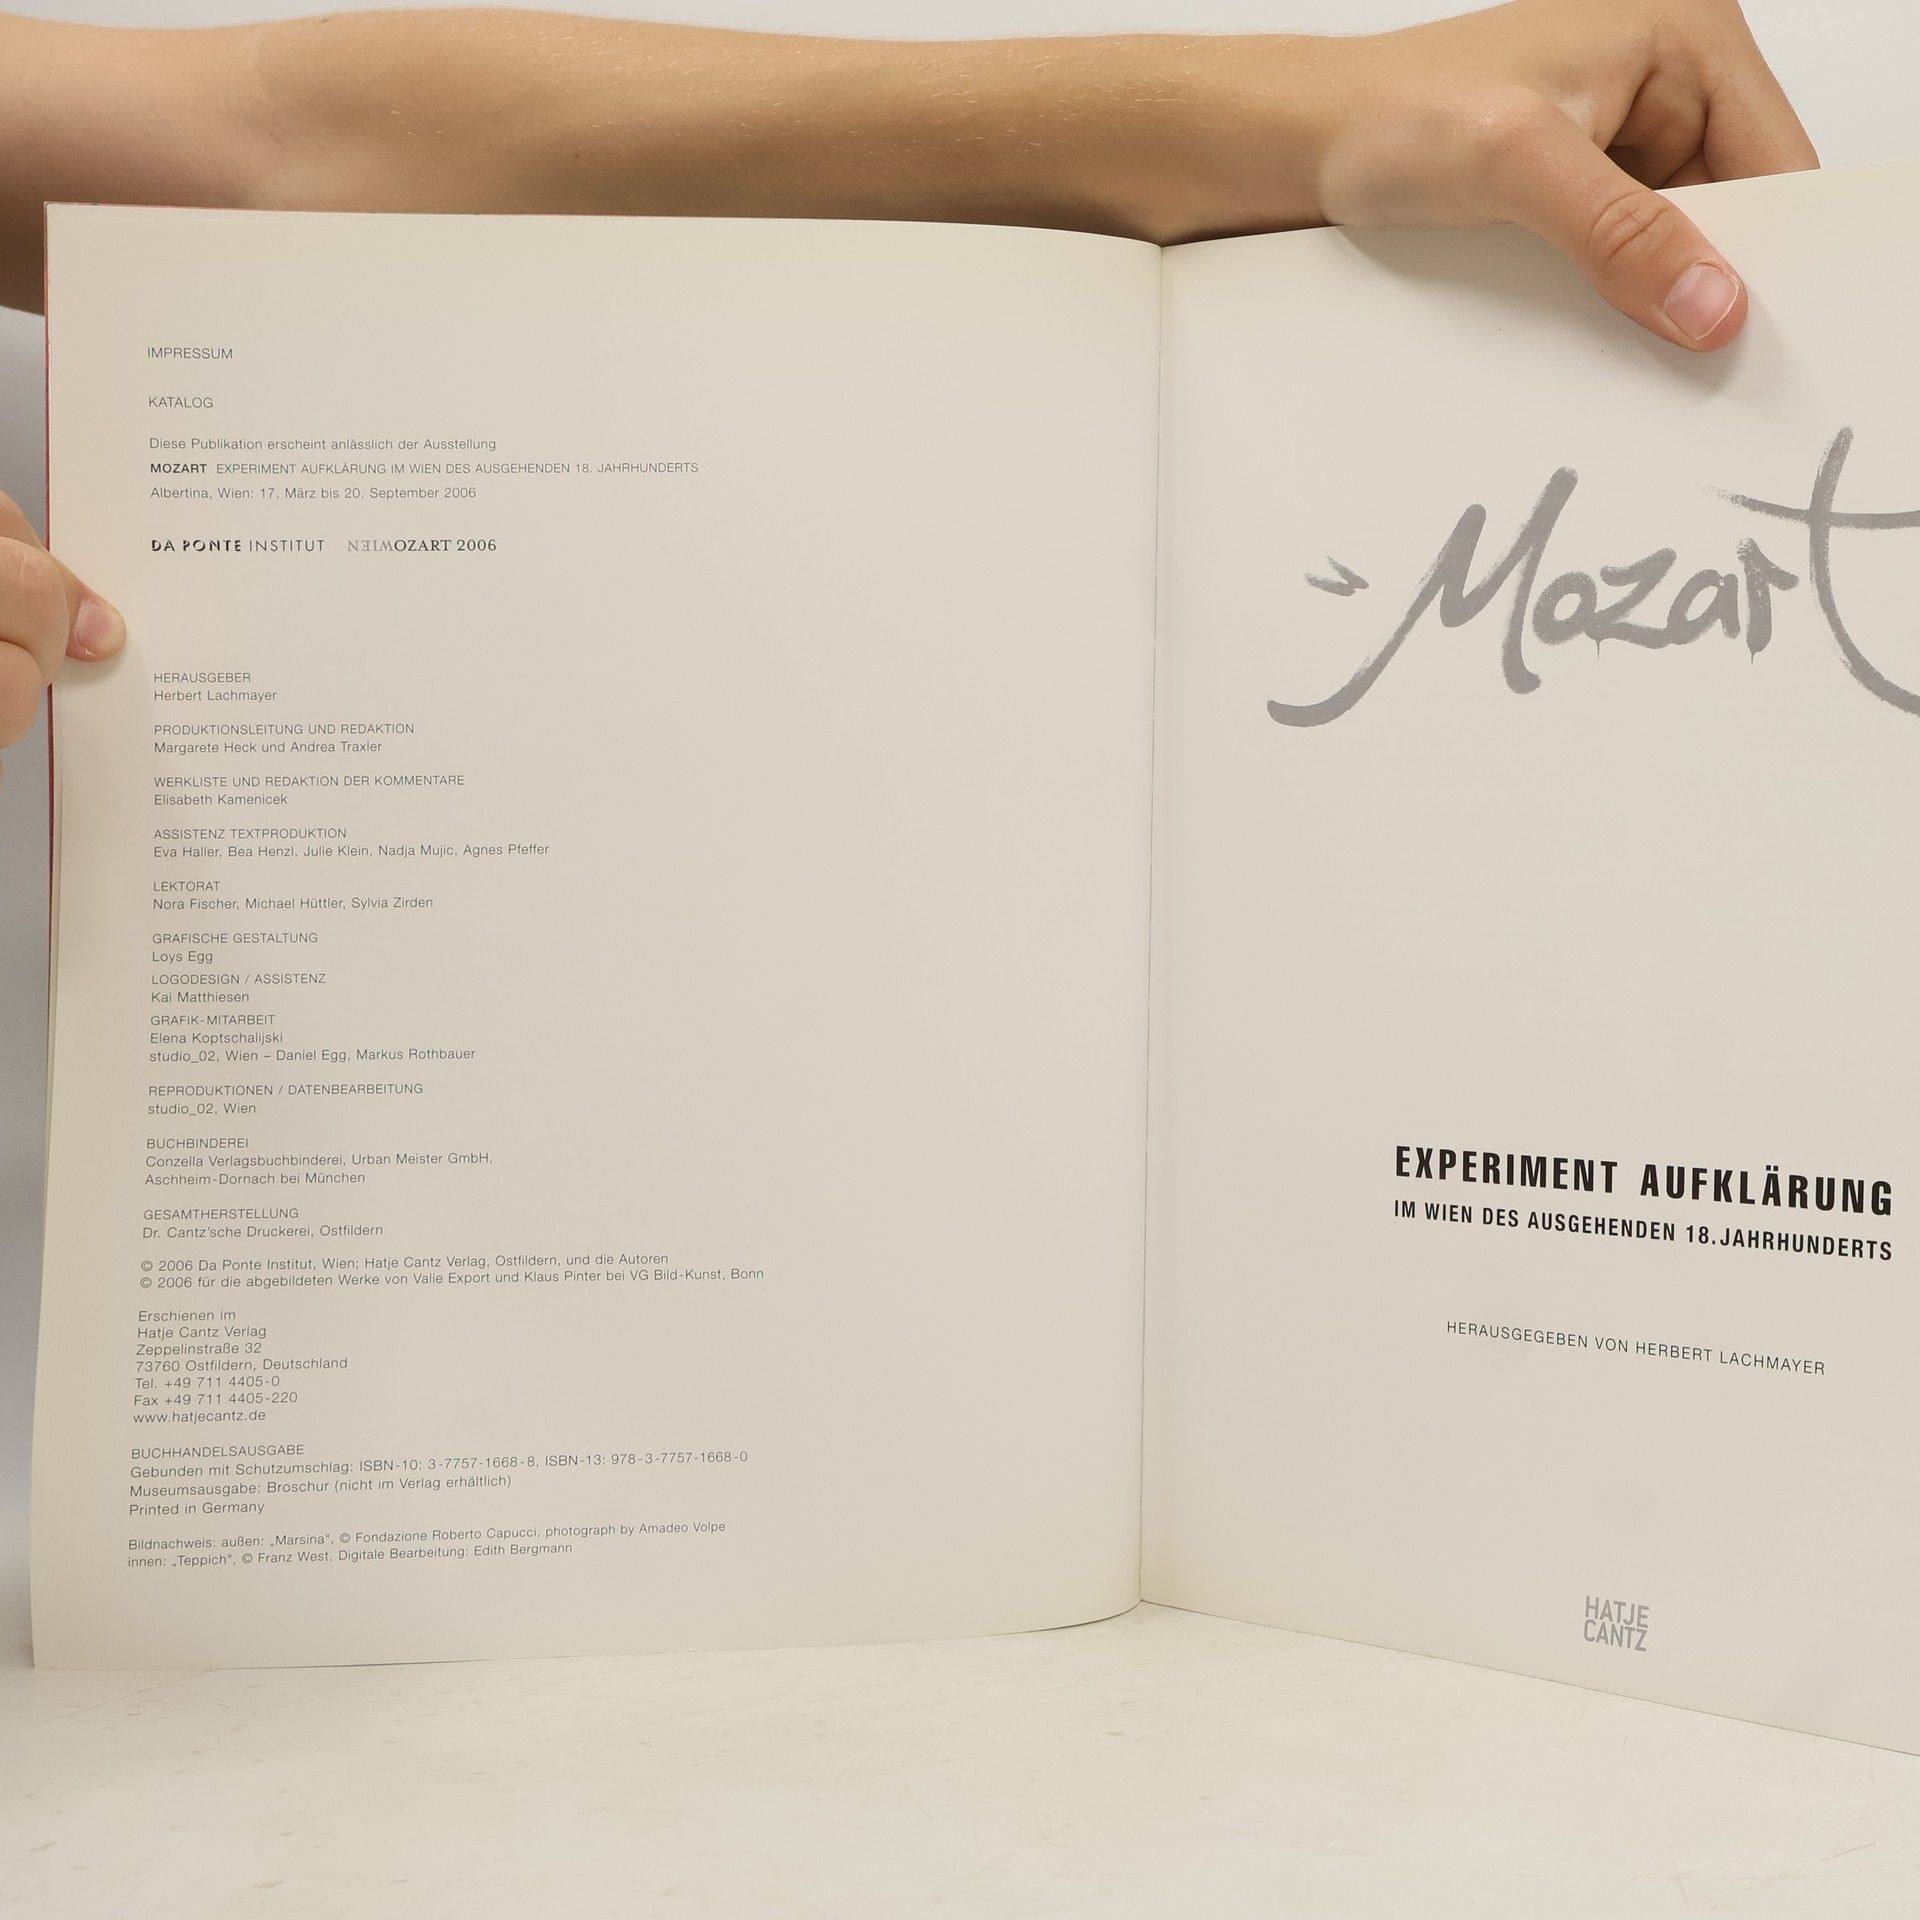 IMPRESSUM
KATALOG
Diese Publikation erscheint anlässlich der Ausstellung
MOZART EXPERIMENT AUFKLÄRUNG IM WIEN DES AUSGEHENDEN 18. JAHRHUNDERTS
Albertina, Wien: 17. März bis 20. September 2006
DA PONTE INSTITUT WIENMOZART 2006
HERAUSGEBER
Herbert Lachmayer
PRODUKTIONSLEITUNG UND REDAKTION
Margarete Heck und Andrea Traxler
WERKLISTE UND REDAKTION DER KOMMENTARE
Elisabeth Kamenicek
ASSISTENZ TEXTPRODUKTION
Eva Haller, Bea Henzl, Julie Klein, Nadja Mujic, Agnes Pfeffer
LEKTORAT
Nora Fischer, Michael Hüttler, Sylvia Zirden
GRAFISCHE GESTALTUNG
Loys Egg
LOGODESIGN / ASSISTENZ
Kai Matthiesen
GRAFIK-MITARBEIT
Elena Koptschalijski
studio_02, Wien – Daniel Egg, Markus Rothbauer
REPRODUKTIONEN / DATENBEARBEITUNG
studio_02, Wien
BUCHBINDEREI
Conzella Verlagsbuchbinderei, Urban Meister GmbH,
Aschheim-Dornach bei München
GESAMTHERSTELLUNG
Dr. Cantz'sche Druckerei, Ostfildern
© 2006 Da Ponte Institut, Wien; Hatje Cantz Verlag, Ostfildern, und die Autoren
© 2006 für die abgebildeten Werke von Valie Export und Klaus Pinter bei VG Bild-Kunst, Bonn
Erschienen im
Hatje Cantz Verlag
Zeppelinstraße 32
73760 Ostfildern, Deutschland
Tel. +49 711 4405-0
Fax +49 711 4405-220
www.hatjecantz.de
BUCHHANDELSAUSGABE
Gebunden mit Schutzumschlag: ISBN-10: 3-7757-1668-8, ISBN-13: 978-3-7757-1668-0
Museumsausgabe: Broschur (nicht im Verlag erhältlich)
Printed in Germany
Bildnachweis: außen: „Marsina“, © Fondazione Roberto Capucci, photograph by Amadeo Volpe
innen: „Teppich“, © Franz West, Digitale Bearbeitung: Edith Bergmann
Mozart
EXPERIMENT AUFKLÄRUNG
IM WIEN DES AUSGEHENDEN 18. JAHRHUNDERTS
HERAUSGEGEBEN VON HERBERT LACHMAYER
HATJE
CANTZ